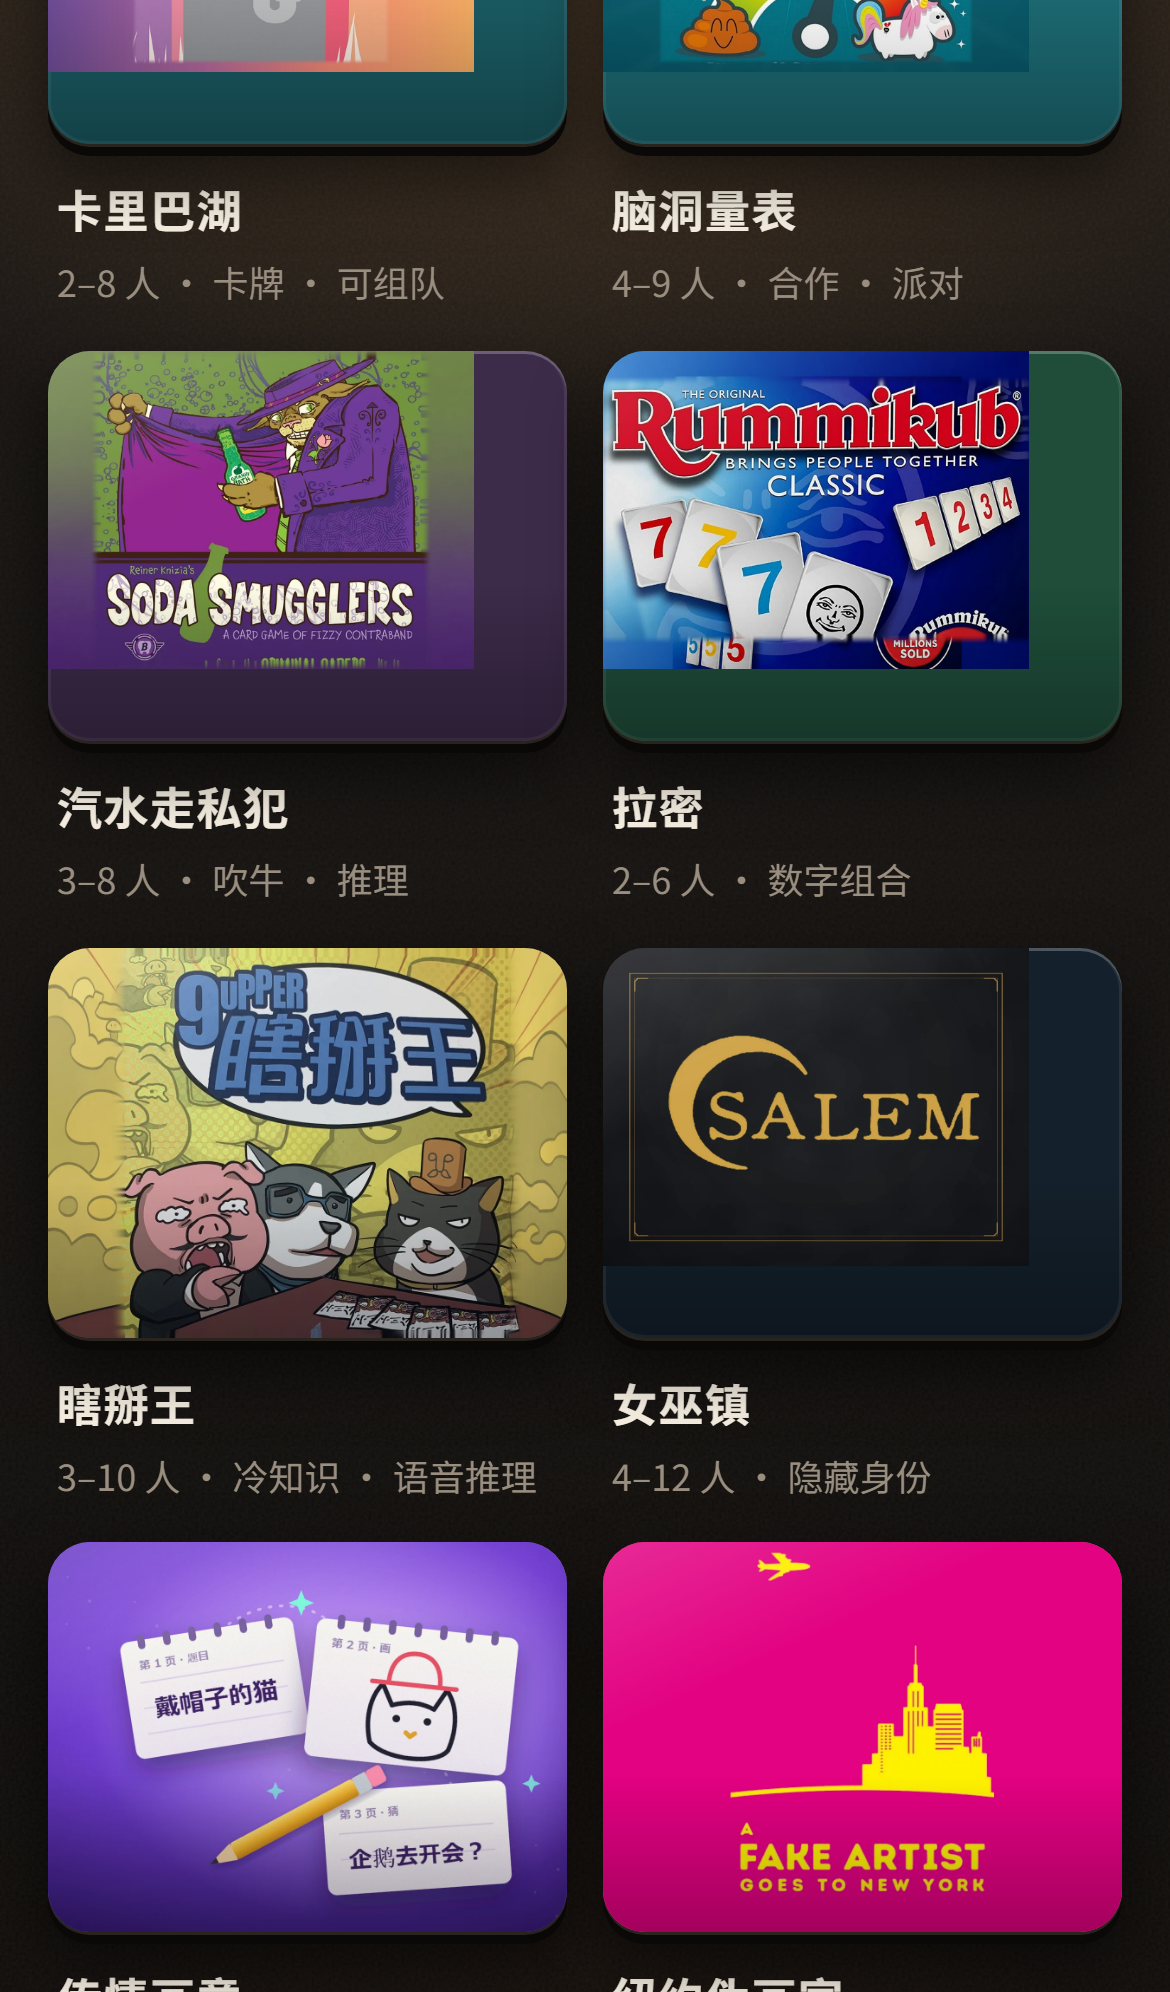 卡里巴湖
脑洞量表
2–8 人 · 卡牌 · 可组队
4–9 人 · 合作 · 派对
Reiner Knizia's
SODA SMUGGLERS
A CARD GAME OF FIZZY CONTRABAND
B
THE ORIGINAL
Rummikub®
BRINGS PEOPLE TOGETHER
CLASSIC
7 7 7
1 2 3 4
5 5 5
Rummikub
MILLIONS
SOLD
汽水走私犯
拉密
3–8 人 · 吹牛 · 推理
2–6 人 · 数字组合
9UPPER
瞎掰王
SALEM
瞎掰王
女巫镇
3–10 人 · 冷知识 · 语音推理
4–12 人 · 隐藏身份
第 1 页 · 题目
戴帽子的猫
第 2 页 · 画
第 3 页 · 猜
企鹅去开会？
A
FAKE ARTIST
GOES TO NEW YORK